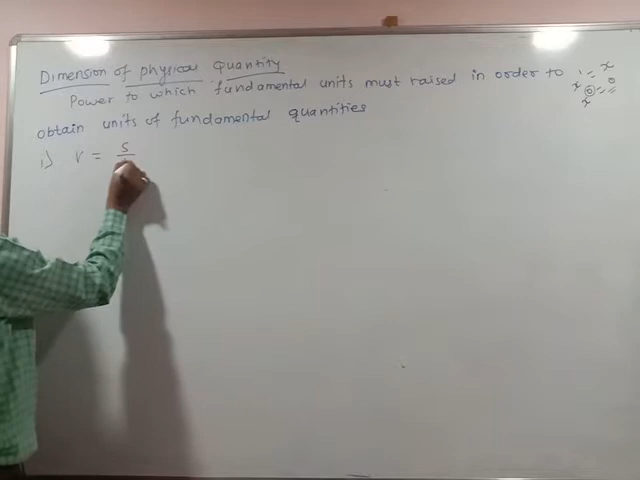 Dimension of physical Quantity
Power to which fundamental units must raised in order to
obtain units of fundamental quantities
i) v = s